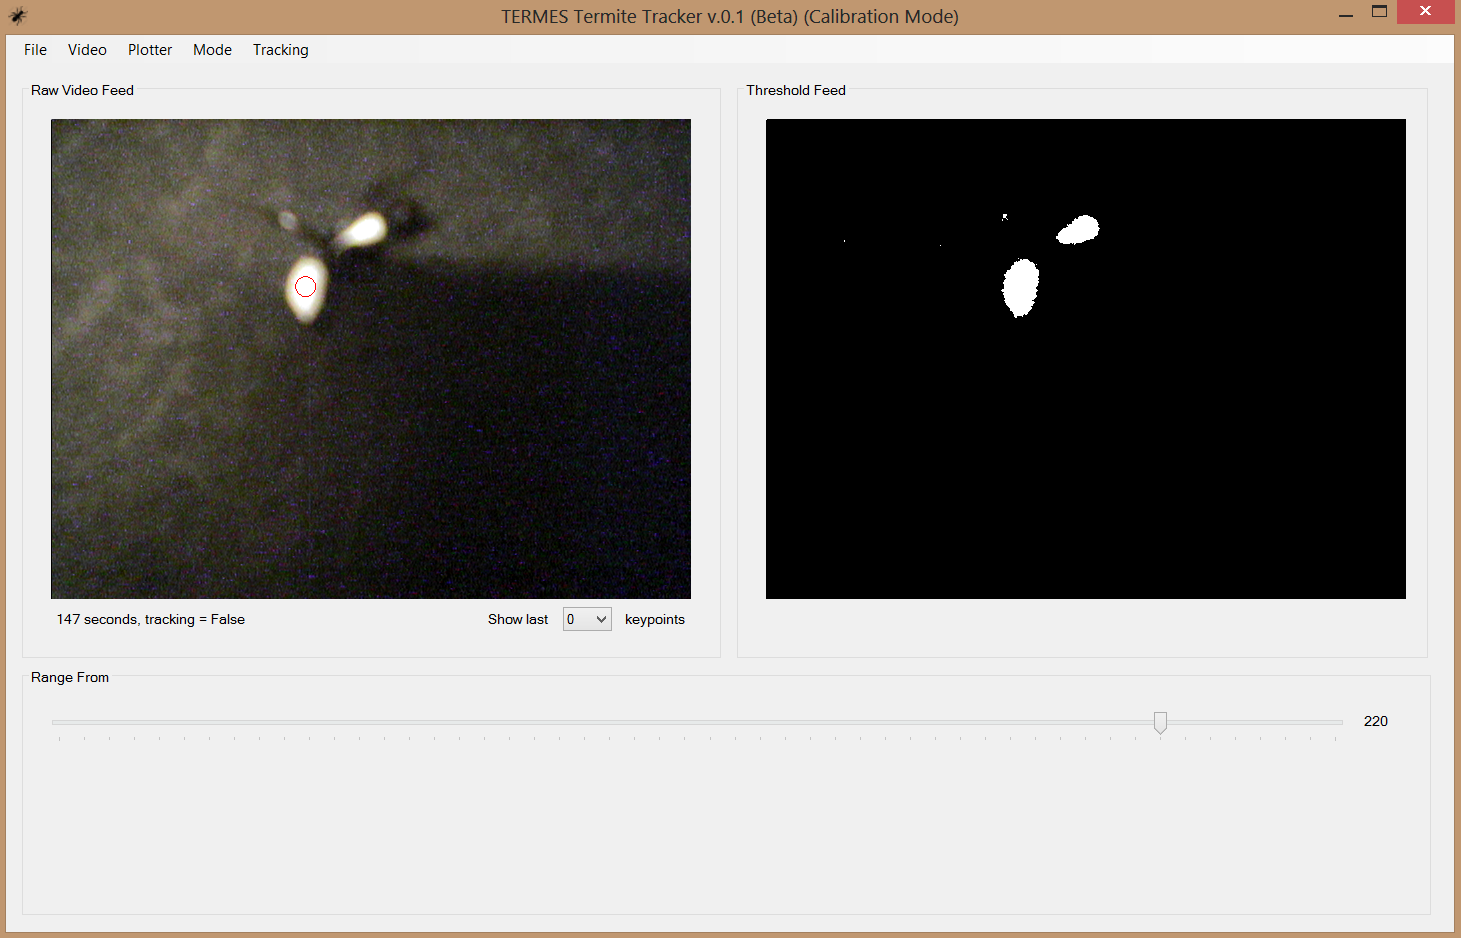 TERMES Termite Tracker v.0.1 (Beta) (Calibration Mode)
File Video Plotter Mode Tracking
Raw Video Feed
Threshold Feed
147 seconds, tracking = False
Show last 0 keypoints
Range From
220